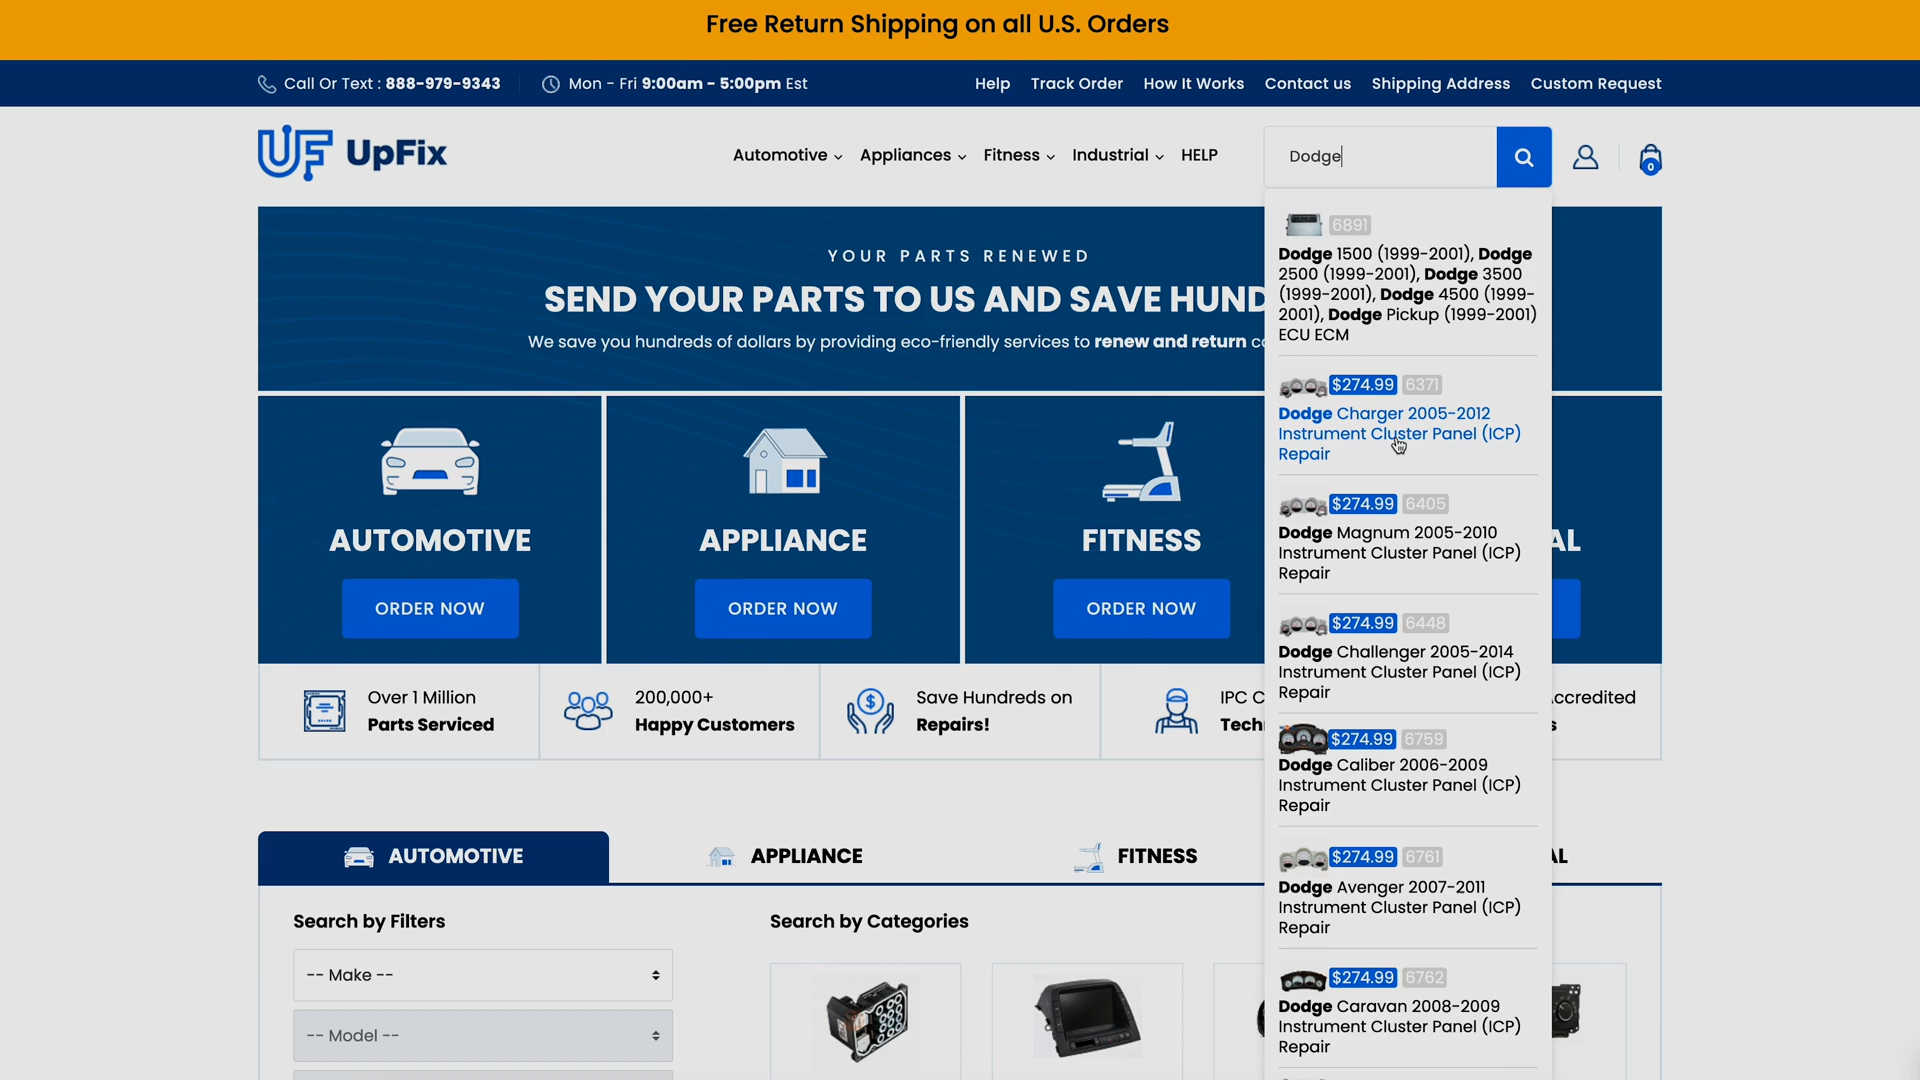 Free Return Shipping on all U.S. Orders
Call Or Text : 888-979-9343
Mon - Fri 9:00am - 5:00pm Est
Help
Track Order
How It Works
Contact us
Shipping Address
Custom Request
UF UpFix
Automotive
Appliances
Fitness
Industrial
HELP
Dodge
0
YOUR PARTS RENEWED
SEND YOUR PARTS TO US AND SAVE HUND
We save you hundreds of dollars by providing eco-friendly services to renew and return
AUTOMOTIVE
ORDER NOW
APPLIANCE
ORDER NOW
FITNESS
ORDER NOW
AL
Over 1 Million
Parts Serviced
200,000+
Happy Customers
Save Hundreds on
Repairs!
IPC C
Tech
ccredited
s
6891
Dodge 1500 (1999-2001), Dodge
2500 (1999-2001), Dodge 3500
(1999-2001), Dodge 4500 (1999-
2001), Dodge Pickup (1999-2001)
ECU ECM
$274.99 6371
Dodge Charger 2005-2012
Instrument Cluster Panel (ICP)
Repair
$274.99 6405
Dodge Magnum 2005-2010
Instrument Cluster Panel (ICP)
Repair
$274.99 6448
Dodge Challenger 2005-2014
Instrument Cluster Panel (ICP)
Repair
$274.99 6759
Dodge Caliber 2006-2009
Instrument Cluster Panel (ICP)
Repair
$274.99 6761
Dodge Avenger 2007-2011
Instrument Cluster Panel (ICP)
Repair
$274.99 6762
Dodge Caravan 2008-2009
Instrument Cluster Panel (ICP)
Repair
AUTOMOTIVE
APPLIANCE
FITNESS
AL
Search by Filters
-- Make --
-- Model --
Search by Categories